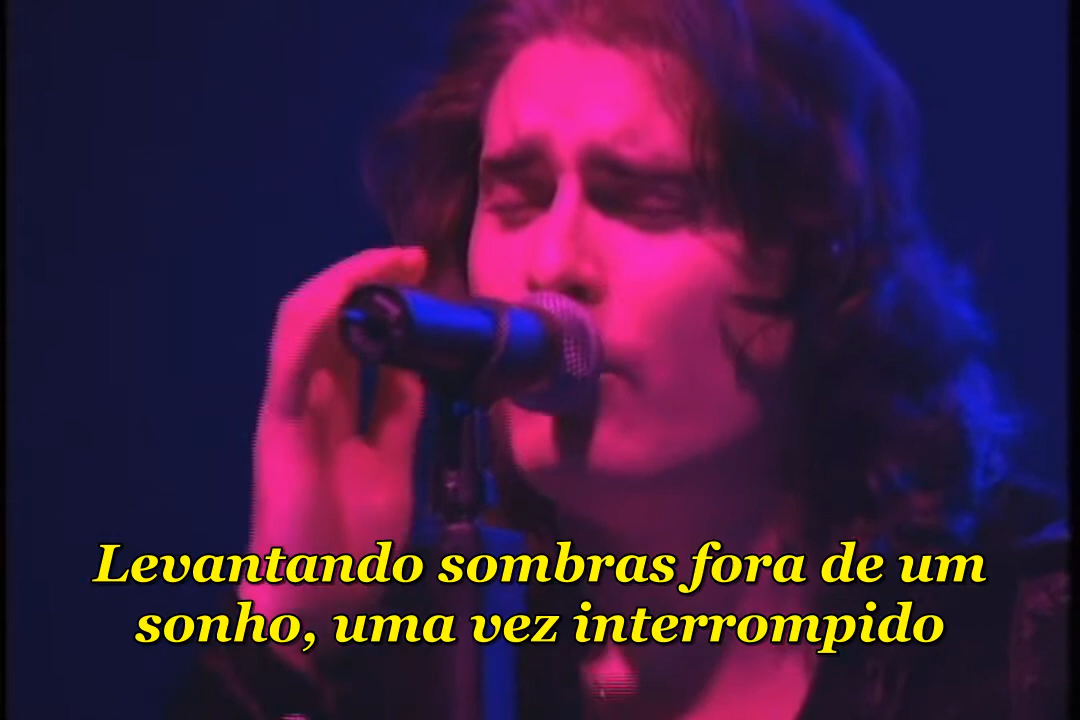 Levantando sombras fora de um
sonho, uma vez interrompido